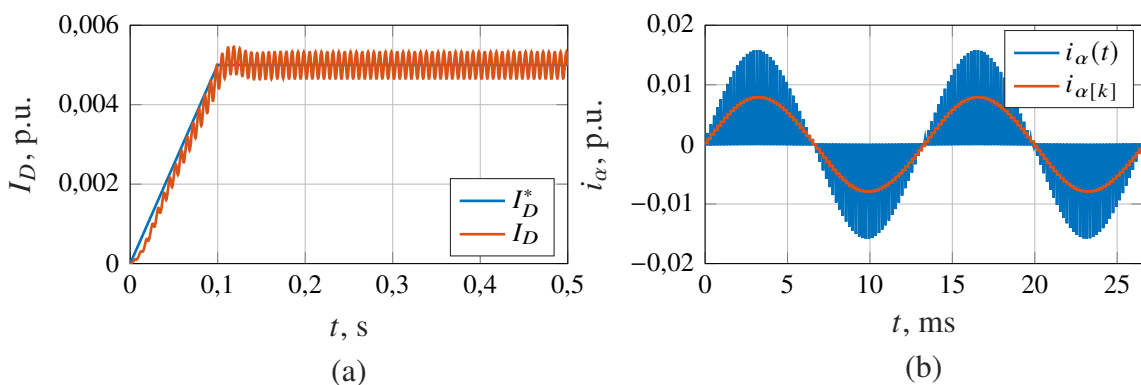 0,006
0,004
0,002
0
I_D, p.u.
0 0,1 0,2 0,3 0,4 0,5
t, s
I*_D
I_D
(a)
0,02
0,01
0
−0,01
−0,02
i_α, p.u.
0 5 10 15 20 25
t, ms
i_α(t)
i_α[k]
(b)